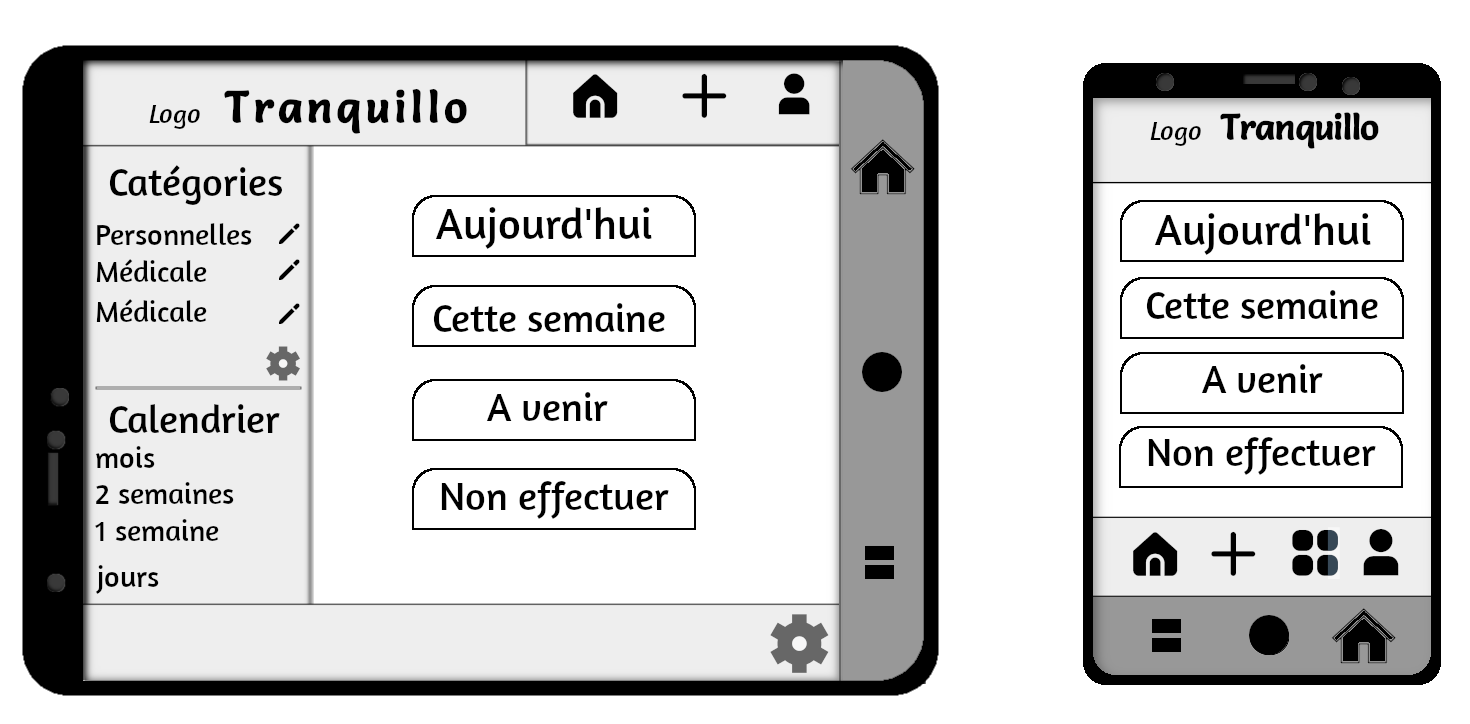 Logo Tranquillo
Catégories
Personnelles
Médicale
Médicale
Calendrier
mois
2 semaines
1 semaine
jours
Aujourd'hui
Cette semaine
A venir
Non effectuer
Logo Tranquillo
Aujourd'hui
Cette semaine
A venir
Non effectuer